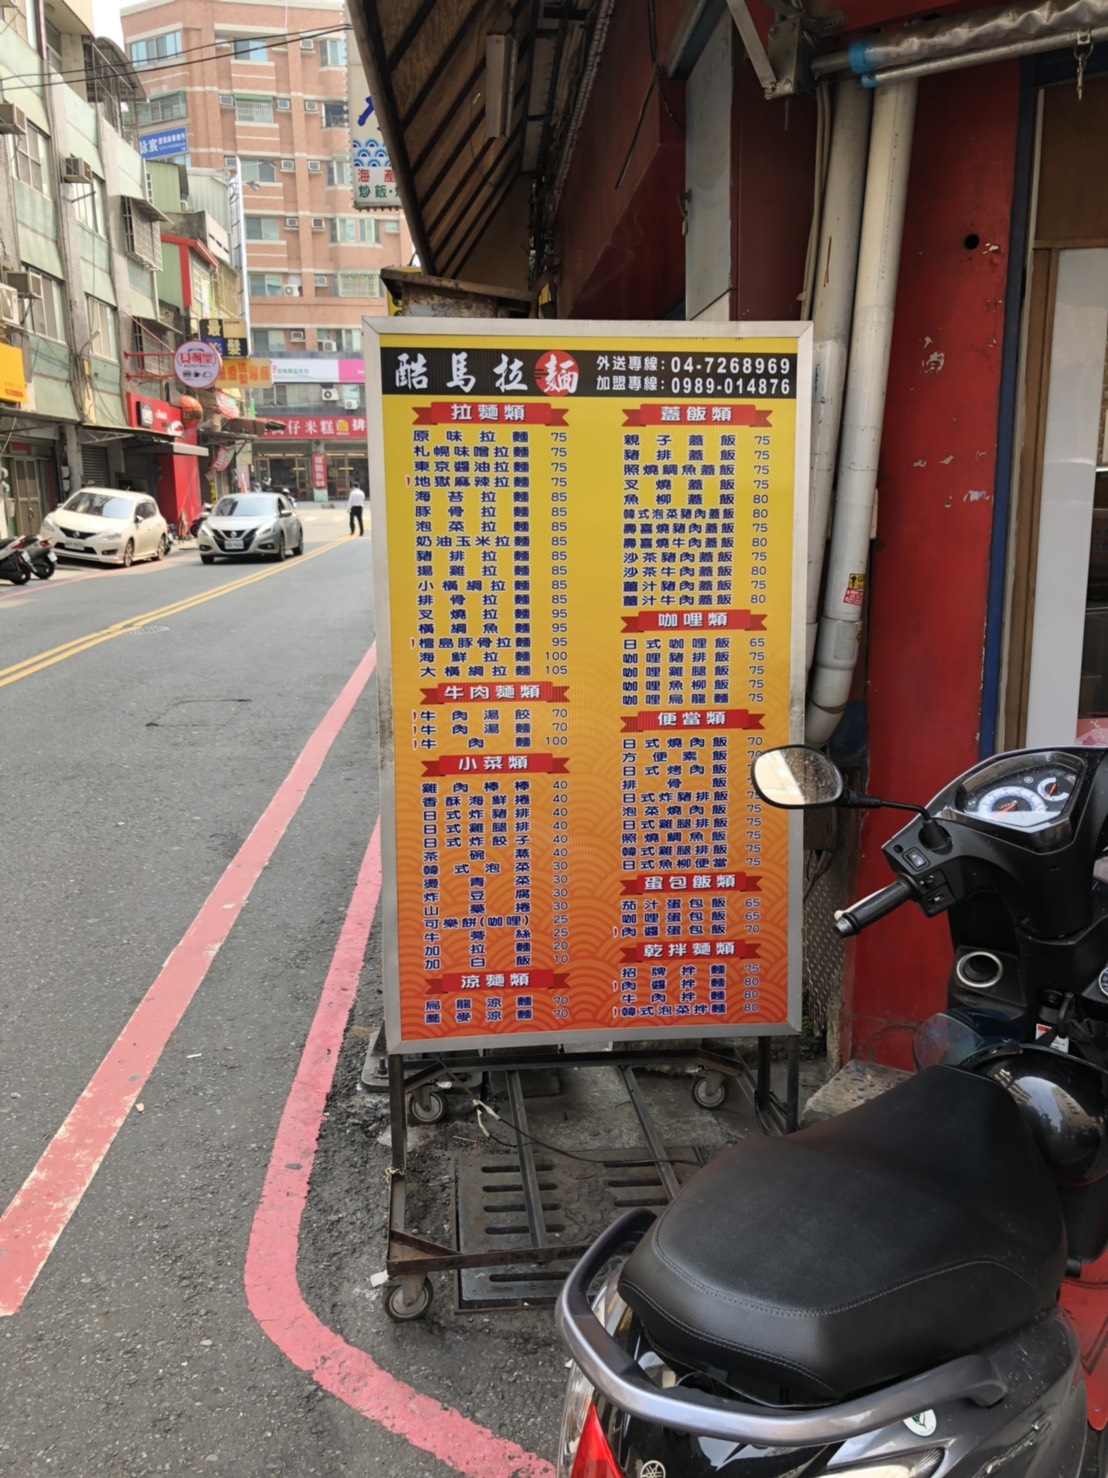 酷馬拉麵
外送專線:04-7268969
加盟專線:0989-014876
拉麵類
原味拉麵 75
札幌味噌拉麵 75
東京醬油拉麵 75
地獄麻辣拉麵 75
海苔拉麵 85
豚骨拉麵 85
泡菜拉麵 85
奶油玉米拉麵 85
豬排拉麵 85
揚雞拉麵 85
小橫綱拉麵 85
排骨拉麵 85
叉燒拉麵 95
橫綱魚麵 95
檀島豚骨拉麵 95
海鮮拉麵 100
大橫綱拉麵 105
牛肉麵類
牛肉湯餃 70
牛肉湯麵 70
牛肉麵 100
小菜類
雞肉棒棒 40
香酥海鮮捲 40
日式炸豬排 40
日式雞腿排 40
日式炸餃子 40
茶碗蒸 40
韓式泡菜 30
燙青菜 30
炸豆腐 30
山藥捲 30
可樂餅(咖哩) 25
牛蒡絲 25
加拉麵 20
加白飯 10
涼麵類
烏龍涼麵 70
蕎麥涼麵 70
蓋飯類
親子蓋飯 75
豬排蓋飯 75
照燒鯛魚蓋飯 75
叉燒蓋飯 75
魚柳蓋飯 80
韓式泡菜豬肉蓋飯 80
壽喜燒豬肉蓋飯 75
壽喜燒牛肉蓋飯 80
沙茶豬肉蓋飯 75
沙茶牛肉蓋飯 80
薑汁豬肉蓋飯 75
薑汁牛肉蓋飯 80
咖哩類
日式咖哩飯 65
咖哩豬排飯 75
咖哩雞腿飯 75
咖哩魚柳飯 75
咖哩烏龍麵 75
便當類
日式燒肉飯 70
方便素飯
日式烤肉飯
排骨飯
日式炸豬排飯
泡菜燒肉飯 75
日式雞腿排飯 75
照燒鯛魚飯 75
韓式雞腿排飯 75
日式魚柳便當 75
蛋包飯類
茄汁蛋包飯 65
咖哩蛋包飯 65
肉醬蛋包飯 70
乾拌麵類
招牌拌麵 75
肉醬拌麵 80
牛肉拌麵 80
韓式泡菜拌麵 80
海產
炒飯
仔米糕
排